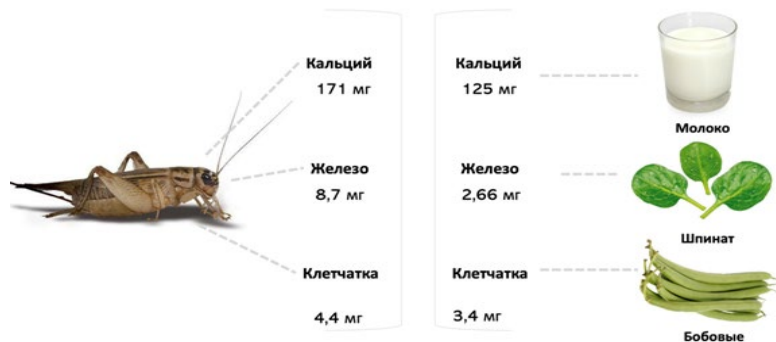 Кальций
171 мг
Железо
8,7 мг
Клетчатка
4,4 мг
Кальций
125 мг
Молоко
Железо
2,66 мг
Шпинат
Клетчатка
3,4 мг
Бобовые